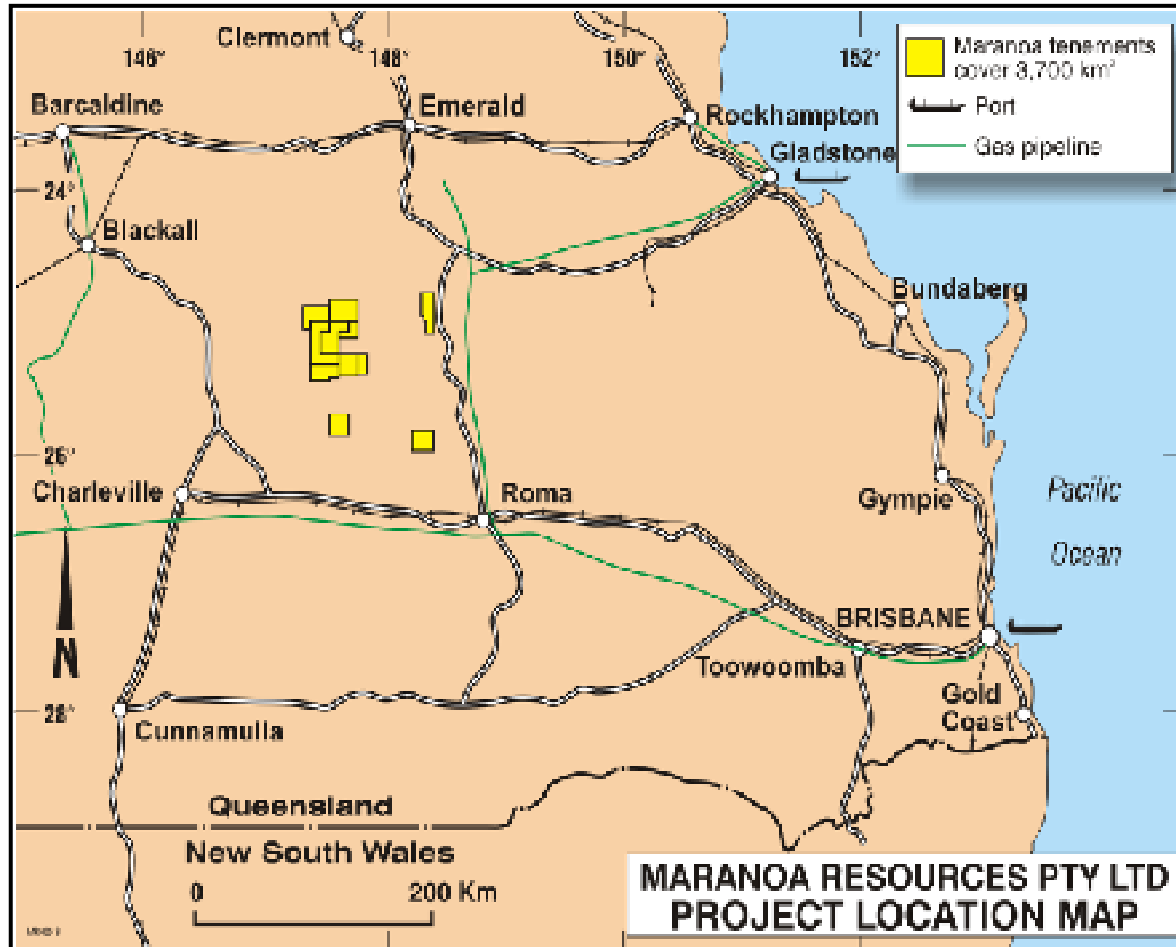 Clermont
146°
148°
150°
152°
Maranoa tenements
cover 3,700 km²
Port
Gas pipeline
Barcaldine
Emerald
Rockhampton
Gladstone
24°
Blackall
Bundaberg
26°
Charleville
Roma
Gympie
Pacific
Ocean
N
BRISBANE
Toowoomba
Gold
Coast
28°
Cunnamulla
Queensland
New South Wales
0 200 Km
MARANOA RESOURCES PTY LTD
PROJECT LOCATION MAP